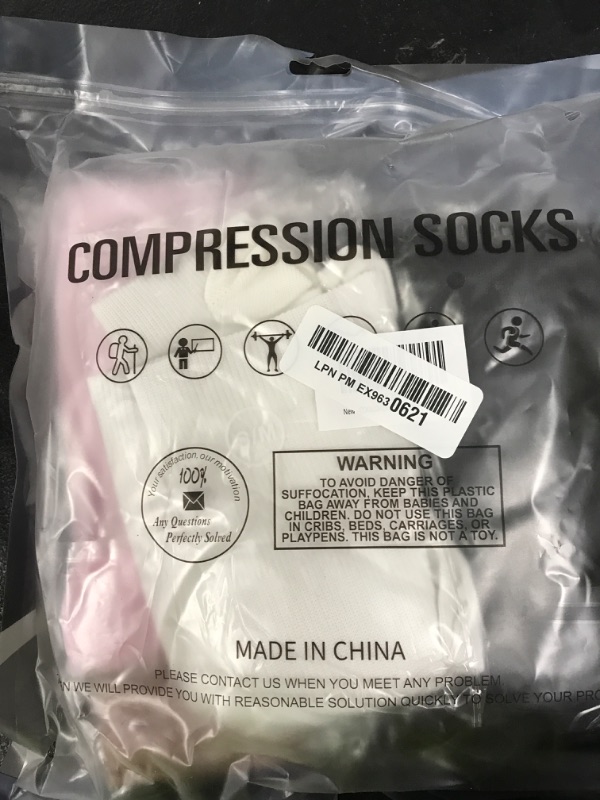 COMPRESSION SOCKS
LPN PM EX963 0621
New
Your satisfaction, our motivation
100%
Any Questions
Perfectly Solved
WARNING
TO AVOID DANGER OF
SUFFOCATION, KEEP THIS PLASTIC
BAG AWAY FROM BABIES AND
CHILDREN. DO NOT USE THIS BAG
IN CRIBS, BEDS, CARRIAGES, OR
PLAYPENS. THIS BAG IS NOT A TOY.
MADE IN CHINA
PLEASE CONTACT US WHEN YOU MEET ANY PROBLEM
WE WILL PROVIDE YOU WITH REASONABLE SOLUTION QUICKLY TO SOLVE YOUR